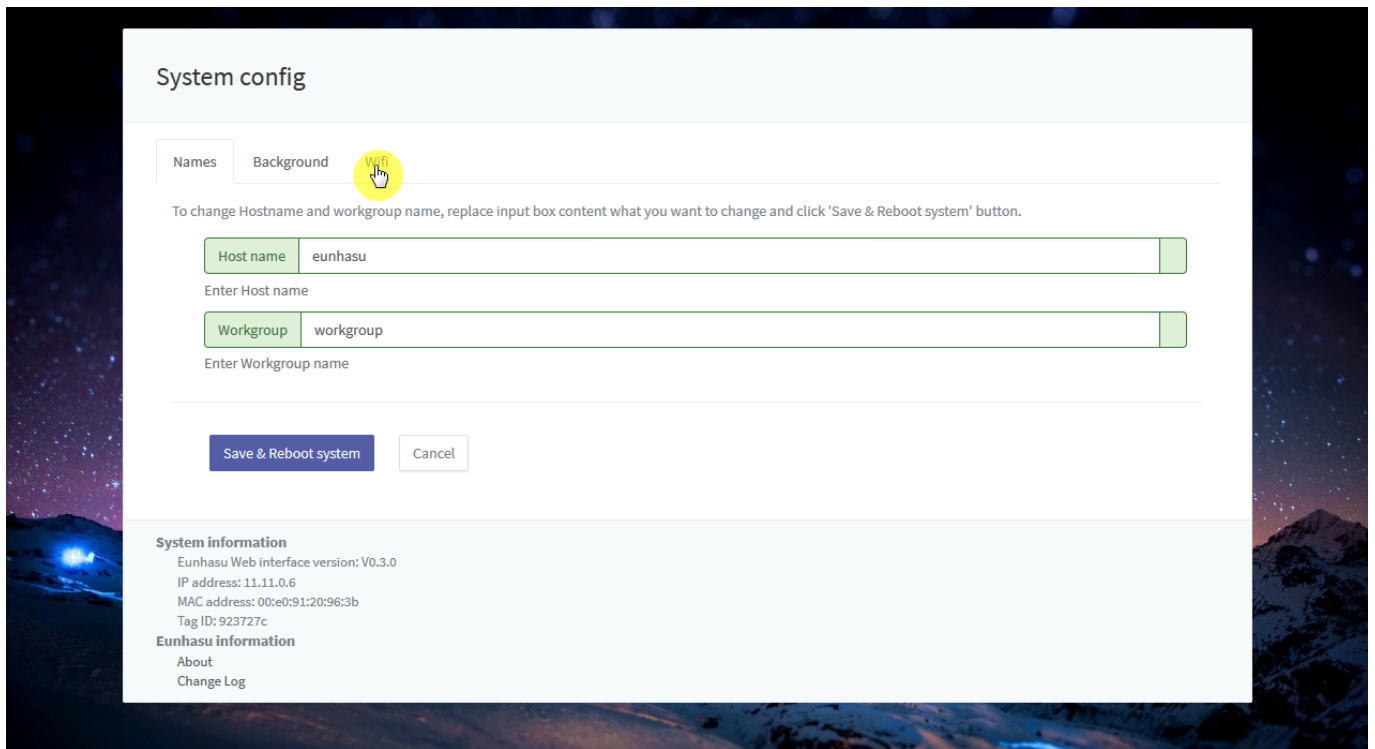 System config
Names Background Wifi
To change Hostname and workgroup name, replace input box content what you want to change and click 'Save & Reboot system' button.
Host name eunhasu
Enter Host name
Workgroup workgroup
Enter Workgroup name
Save & Reboot system Cancel
System information
Eunhasu Web interface version: V0.3.0
IP address: 11.11.0.6
MAC address: 00:e0:91:20:96:3b
Tag ID: 923727c
Eunhasu information
About
Change Log